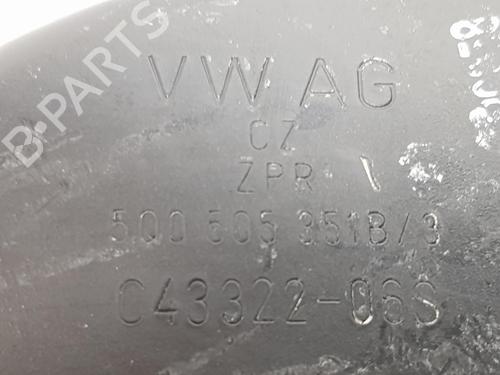 VW AG
CZ
ZPR
5Q0 505 351B/3
C43322-06S
B-PARTS